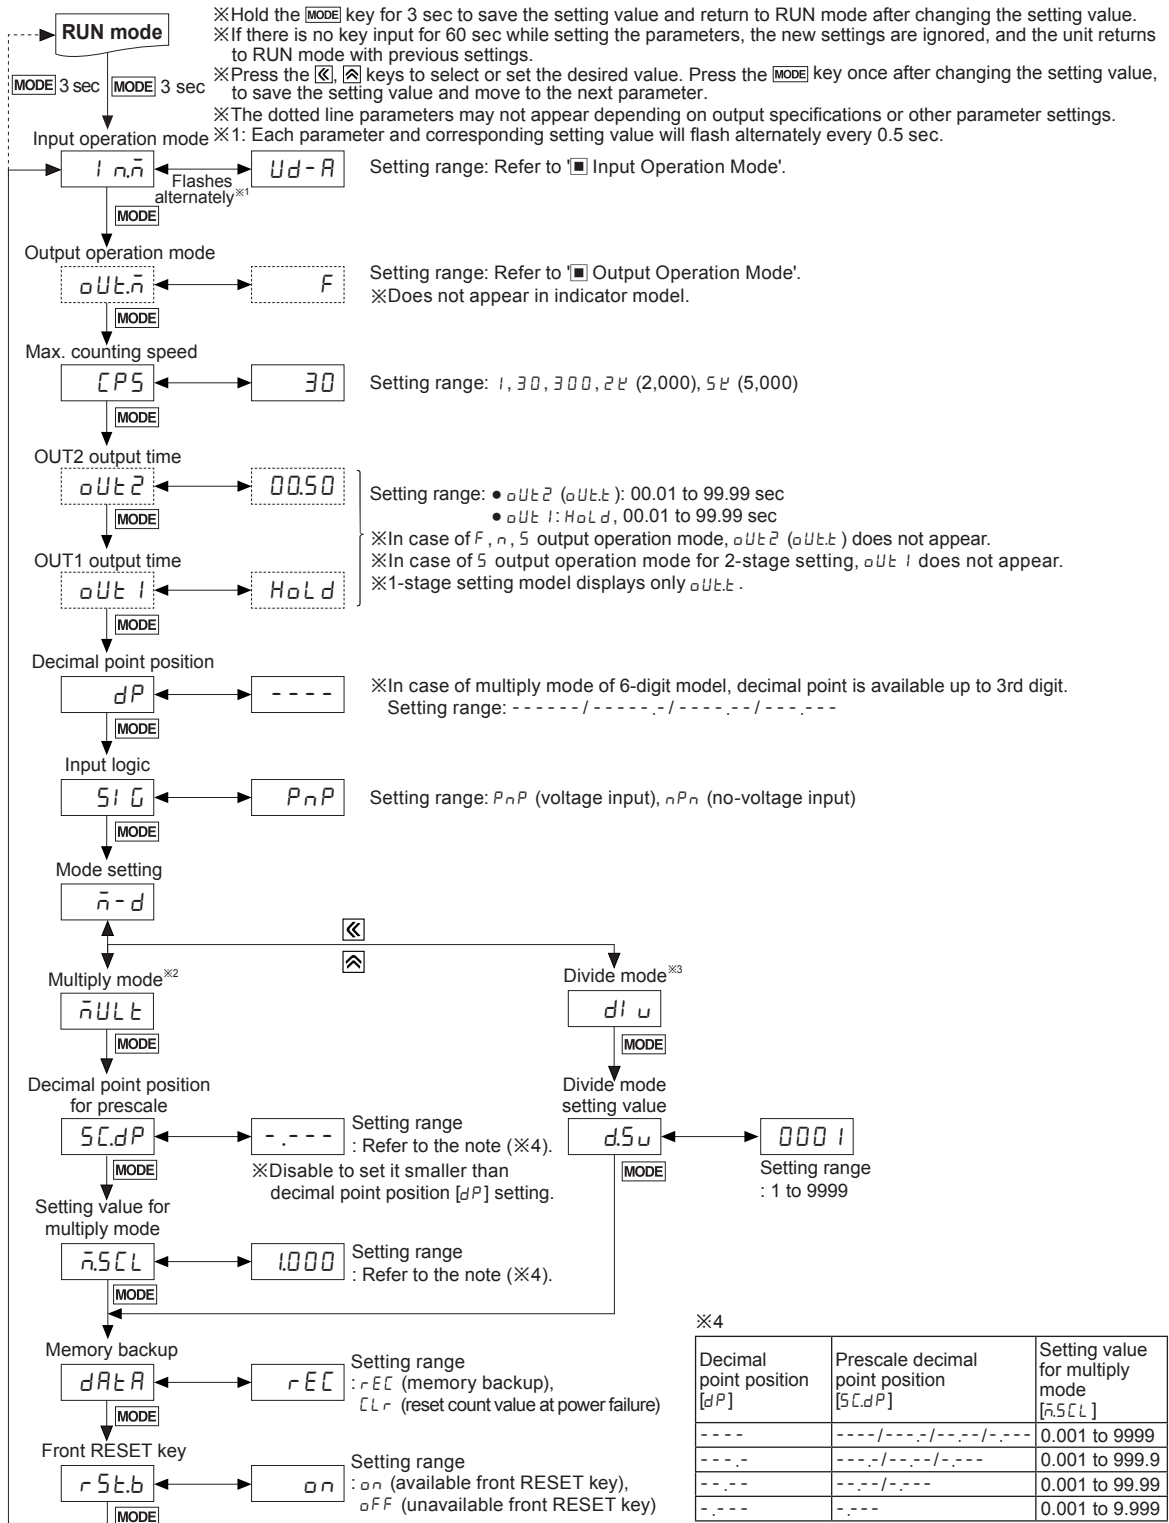 RUN mode
※Hold the MODE key for 3 sec to save the setting value and return to RUN mode after changing the setting value.
※If there is no key input for 60 sec while setting the parameters, the new settings are ignored, and the unit returns
to RUN mode with previous settings.
※Press the ≪, ︽ keys to select or set the desired value. Press the MODE key once after changing the setting value,
to save the setting value and move to the next parameter.
※The dotted line parameters may not appear depending on output specifications or other parameter settings.
※1: Each parameter and corresponding setting value will flash alternately every 0.5 sec.
MODE 3 sec MODE 3 sec
Input operation mode
In.m Ud-A Setting range: Refer to '▣ Input Operation Mode'.
Flashes
alternately※1
MODE
Output operation mode
oUt.m F Setting range: Refer to '▣ Output Operation Mode'.
※Does not appear in indicator model.
MODE
Max. counting speed
CPS 30 Setting range: 1, 30, 300, 2k (2,000), 5k (5,000)
MODE
OUT2 output time
oUt2 00.50
MODE
OUT1 output time
oUt1 HoLd
MODE
Setting range: ● oUt2 (oUt.t): 00.01 to 99.99 sec
● oUt1: HoLd, 00.01 to 99.99 sec
※In case of F, n, S output operation mode, oUt2 (oUt.t) does not appear.
※In case of S output operation mode for 2-stage setting, oUt1 does not appear.
※1-stage setting model displays only oUt.t.
Decimal point position
dP ----
※In case of multiply mode of 6-digit model, decimal point is available up to 3rd digit.
Setting range: ------/-----.-/----.--/---.---
MODE
Input logic
SIG PnP Setting range: PnP (voltage input), nPn (no-voltage input)
MODE
Mode setting
m-d
≪
︽
Multiply mode※2
mULt
MODE
Divide mode※3
dIv
MODE
Decimal point position
for prescale
SC.dP -.---
Setting range
: Refer to the note (※4).
※Disable to set it smaller than
decimal point position [dP] setting.
MODE
Divide mode
setting value
d.Sv 0001
Setting range
: 1 to 9999
MODE
Setting value for
multiply mode
m.SCL 1.000
Setting range
: Refer to the note (※4).
MODE
Memory backup
dAtA rEC
Setting range
: rEC (memory backup),
CLr (reset count value at power failure)
MODE
Front RESET key
rSt.b on
Setting range
: on (available front RESET key),
oFF (unavailable front RESET key)
MODE
※4
Decimal
point position
[dP]
Prescale decimal
point position
[SC.dP]
Setting value
for multiply
mode
[m.SCL]
---- ----/---.-/--.--/-.--- 0.001 to 9999
---.- ---.-/--.--/-.--- 0.001 to 999.9
--.-- --.--/-.--- 0.001 to 99.99
-.--- -.--- 0.001 to 9.999